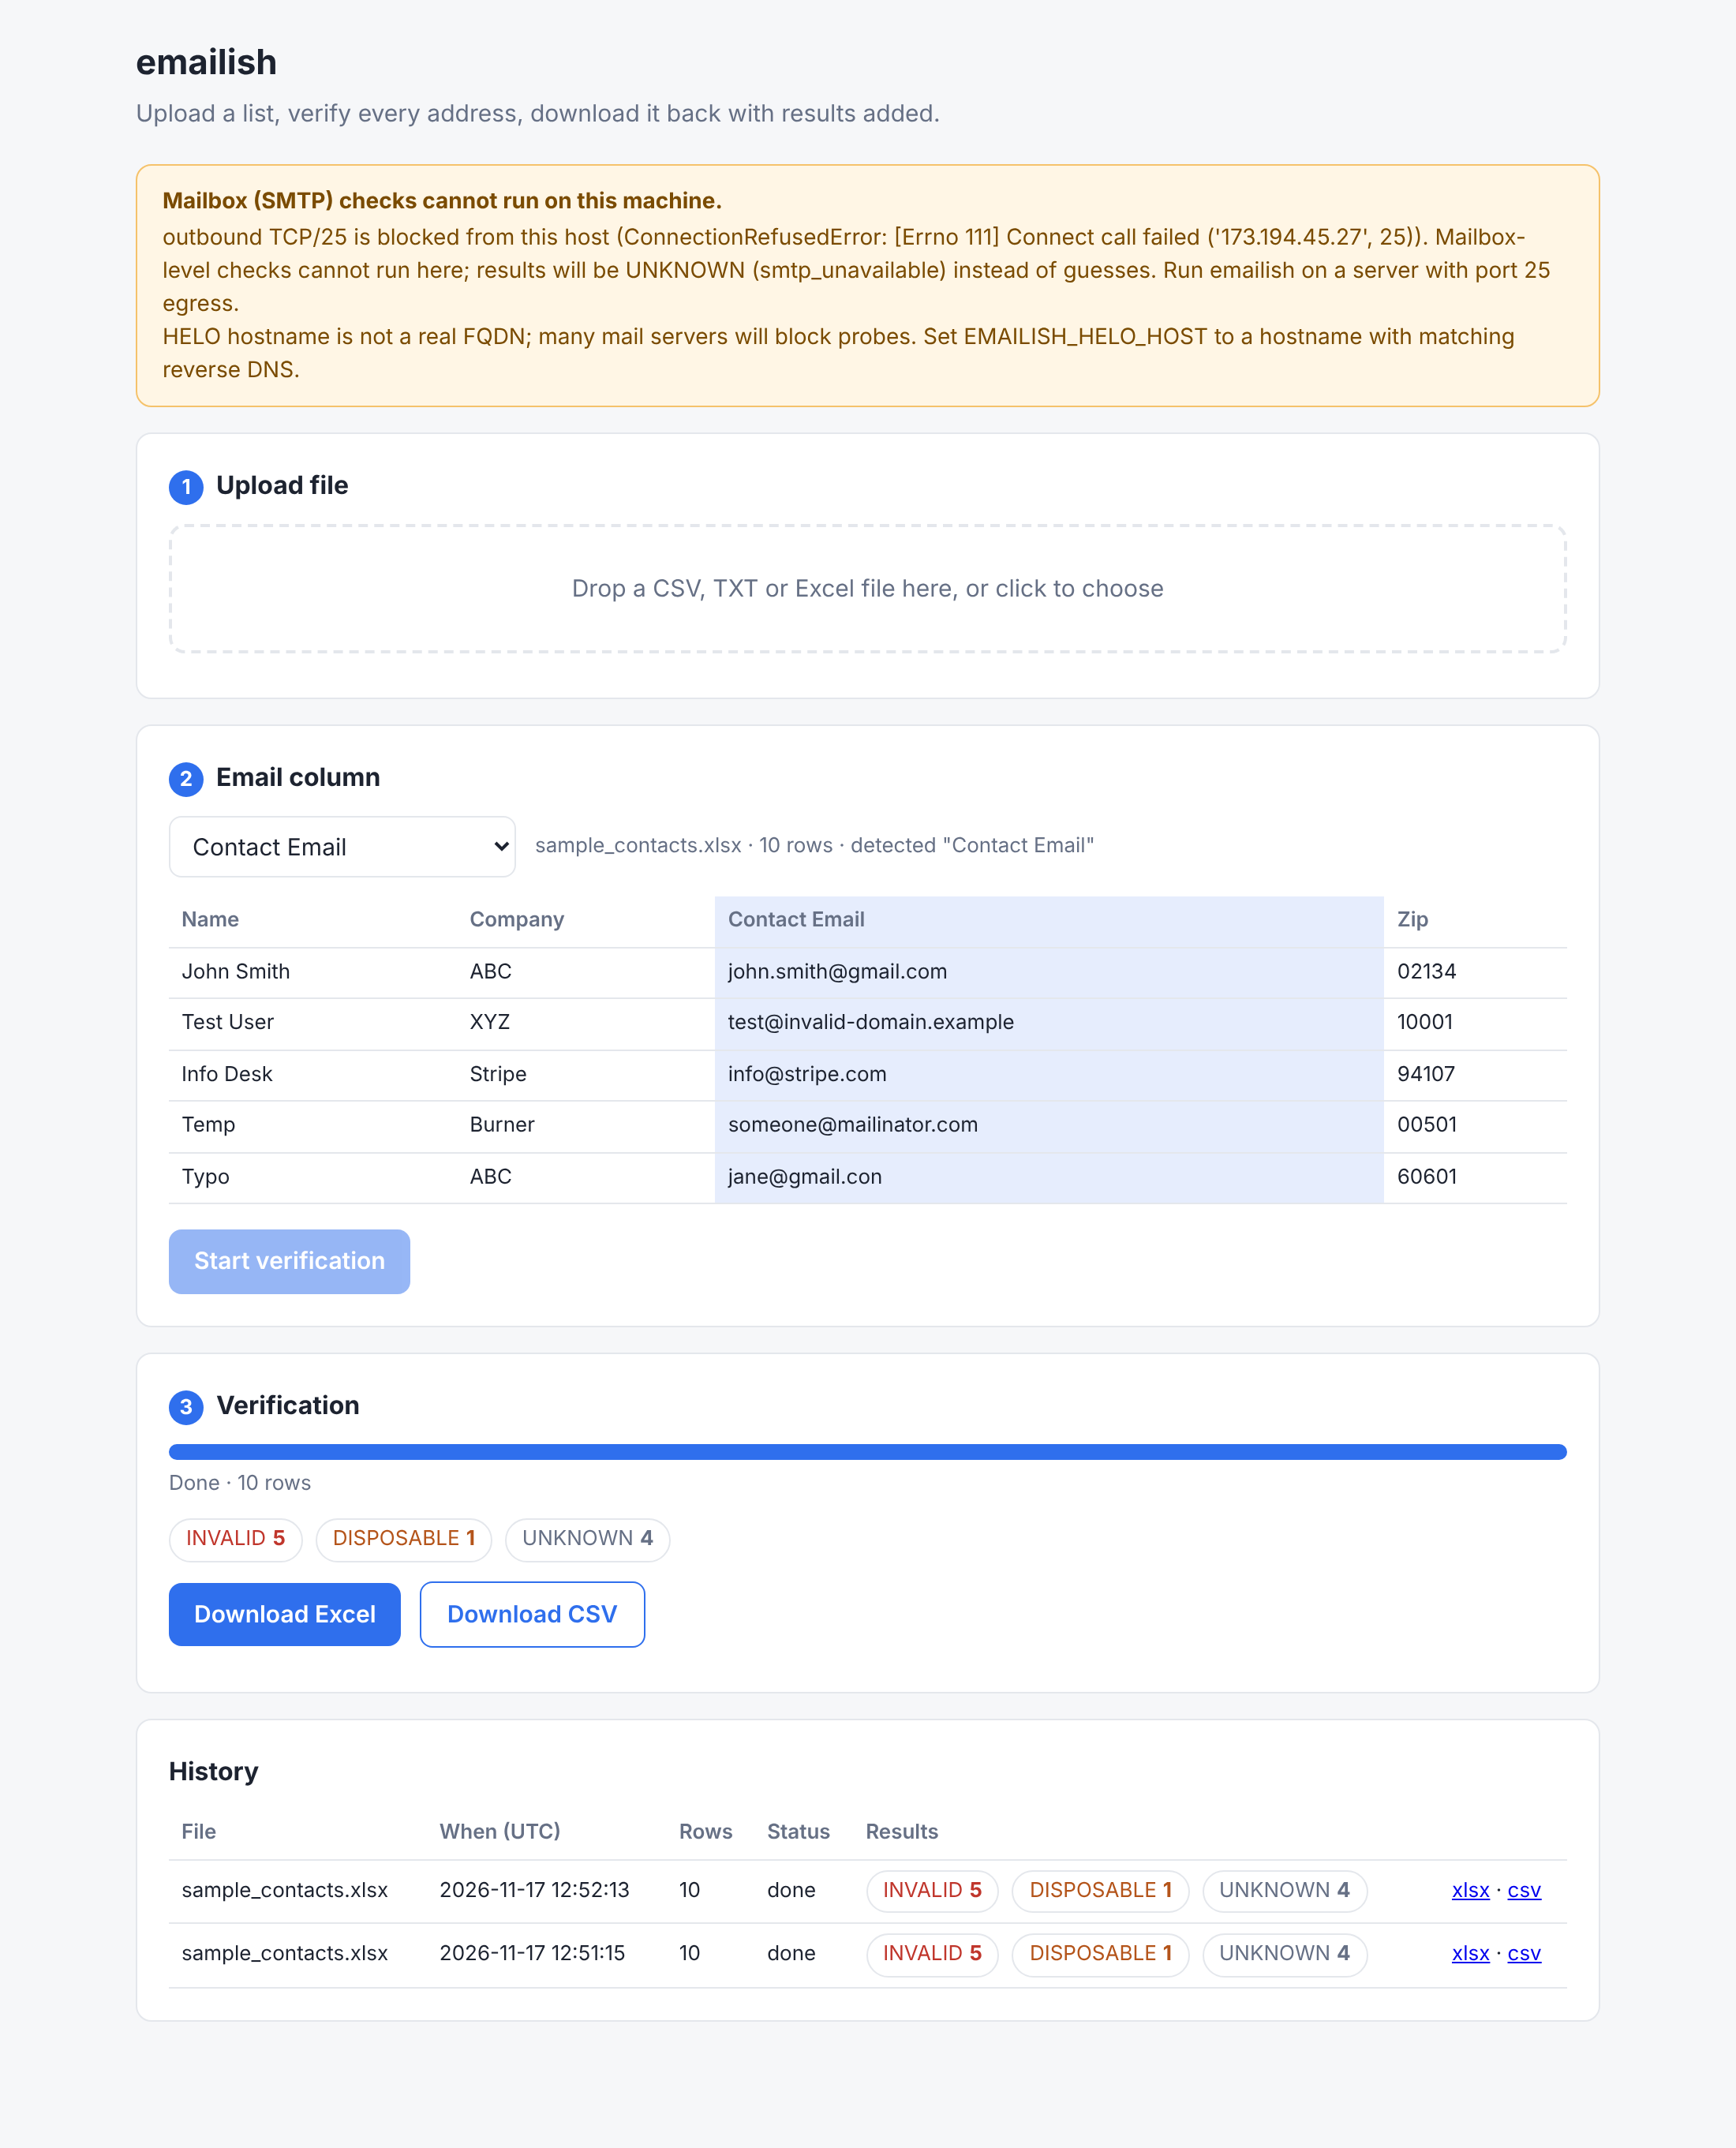 emailish
Upload a list, verify every address, download it back with results added.
Mailbox (SMTP) checks cannot run on this machine.
outbound TCP/25 is blocked from this host (ConnectionRefusedError: [Errno 111] Connect call failed ('173.194.45.27', 25)). Mailbox-
level checks cannot run here; results will be UNKNOWN (smtp_unavailable) instead of guesses. Run emailish on a server with port 25
egress.
HELO hostname is not a real FQDN; many mail servers will block probes. Set EMAILISH_HELO_HOST to a hostname with matching
reverse DNS.
1 Upload file
Drop a CSV, TXT or Excel file here, or click to choose
2 Email column
Contact Email sample_contacts.xlsx · 10 rows · detected "Contact Email"
Name Company Contact Email Zip
John Smith ABC john.smith@gmail.com 02134
Test User XYZ test@invalid-domain.example 10001
Info Desk Stripe info@stripe.com 94107
Temp Burner someone@mailinator.com 00501
Typo ABC jane@gmail.con 60601
Start verification
3 Verification
Done · 10 rows
INVALID 5 DISPOSABLE 1 UNKNOWN 4
Download Excel Download CSV
History
File When (UTC) Rows Status Results
sample_contacts.xlsx 2026-11-17 12:52:13 10 done INVALID 5 DISPOSABLE 1 UNKNOWN 4 xlsx · csv
sample_contacts.xlsx 2026-11-17 12:51:15 10 done INVALID 5 DISPOSABLE 1 UNKNOWN 4 xlsx · csv